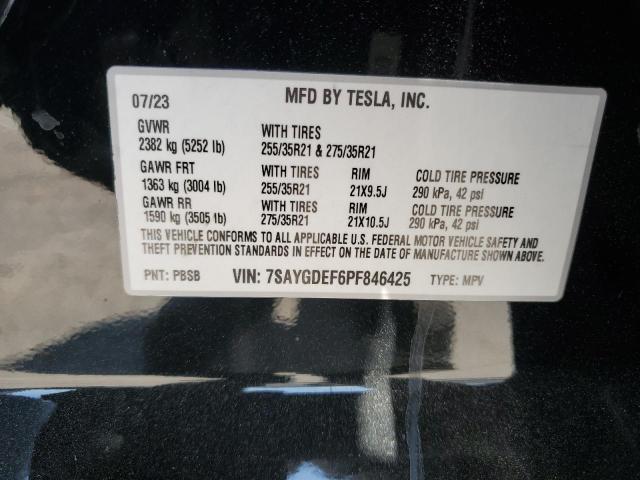 07/23 MFD BY TESLA, INC.
GVWR WITH TIRES
2382 kg (5252 lb) 255/35R21 & 275/35R21
GAWR FRT WITH TIRES RIM COLD TIRE PRESSURE
1363 kg (3004 lb) 255/35R21 21X9.5J 290 kPa, 42 psi
GAWR RR WITH TIRES RIM COLD TIRE PRESSURE
1590 kg (3505 lb) 275/35R21 21X10.5J 290 kPa, 42 psi
THIS VEHICLE CONFORMS TO ALL APPLICABLE U.S. FEDERAL MOTOR VEHICLE SAFETY AND
THEFT PREVENTION STANDARDS IN EFFECT ON THE DATE OF MANUFACTURE SHOWN ABOVE.
PNT: PBSB VIN: 7SAYGDEF6PF846425 TYPE: MPV